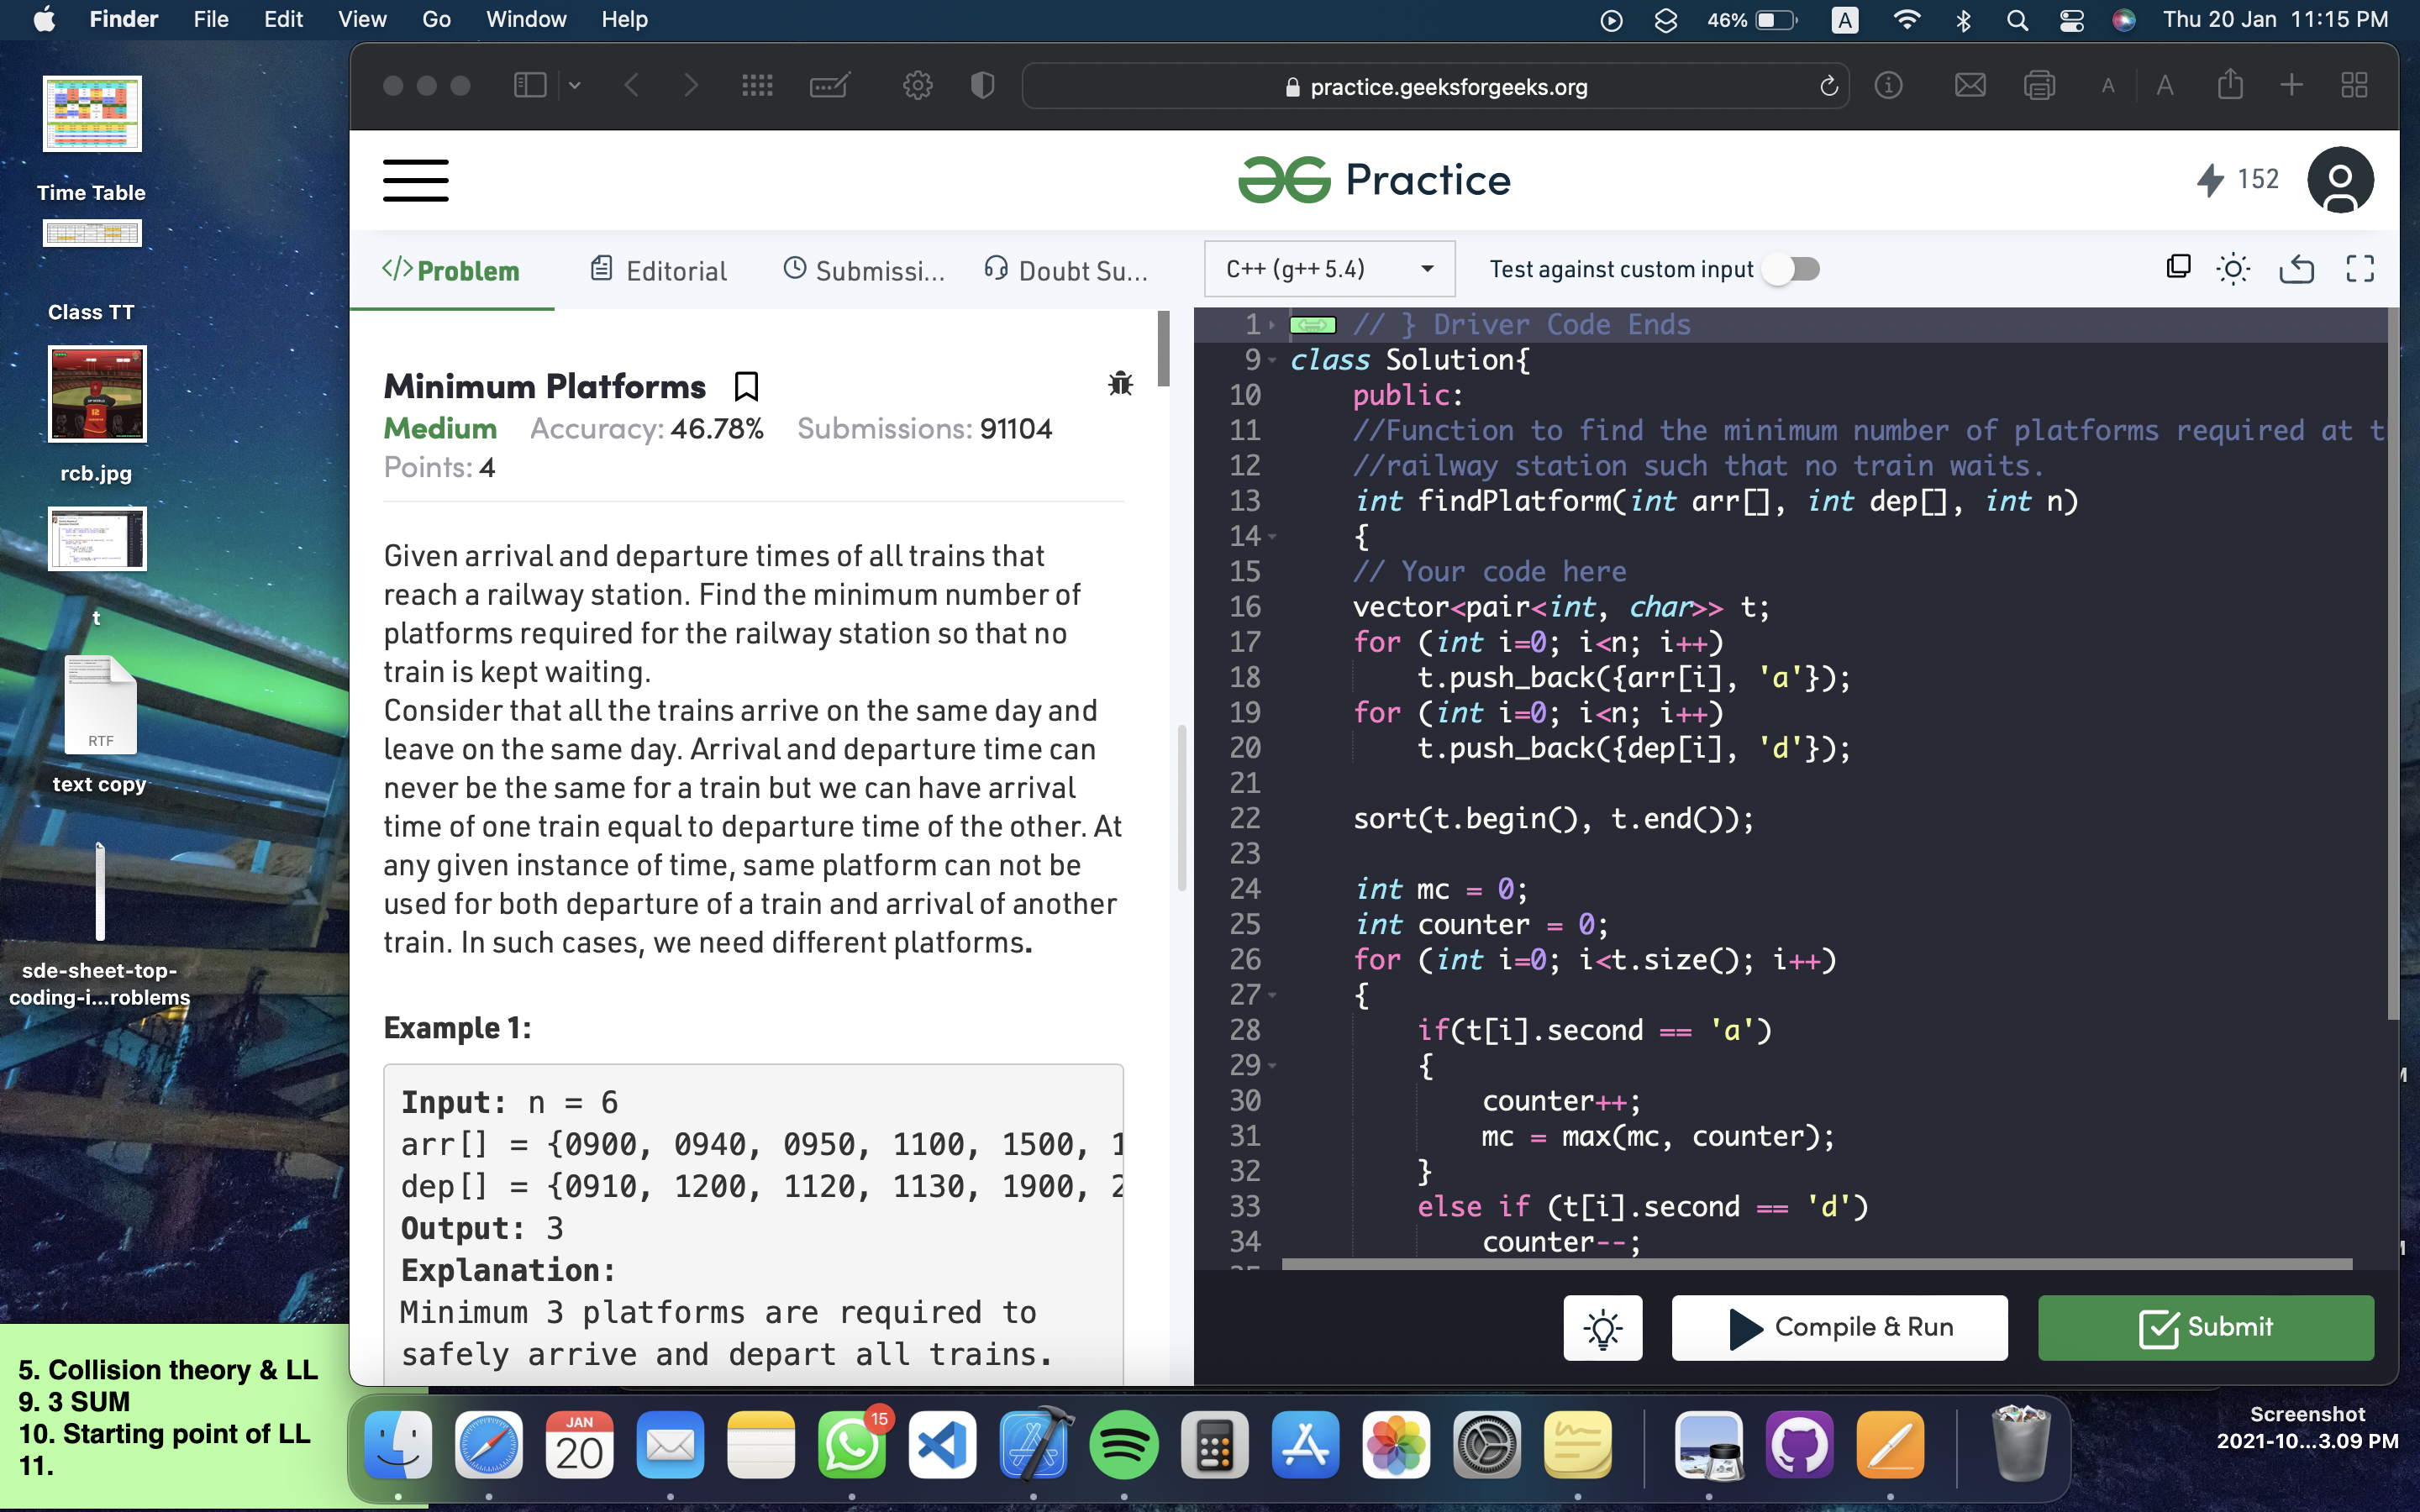 Finder File Edit View Go Window Help
46% A Thu 20 Jan 11:15 PM
Time Table
Class TT
rcb.jpg
t
RTF
text copy
sde-sheet-top-
coding-i...roblems
5. Collision theory & LL
9. 3 SUM
10. Starting point of LL
11.
practice.geeksforgeeks.org
A A
Practice
152
</> Problem Editorial Submissi... Doubt Su...
Minimum Platforms
Medium Accuracy: 46.78% Submissions: 91104
Points: 4
Given arrival and departure times of all trains that
reach a railway station. Find the minimum number of
platforms required for the railway station so that no
train is kept waiting.
Consider that all the trains arrive on the same day and
leave on the same day. Arrival and departure time can
never be the same for a train but we can have arrival
time of one train equal to departure time of the other. At
any given instance of time, same platform can not be
used for both departure of a train and arrival of another
train. In such cases, we need different platforms.
Example 1:
Input: n = 6
arr[] = {0900, 0940, 0950, 1100, 1500, 1
dep[] = {0910, 1200, 1120, 1130, 1900, 2
Output: 3
Explanation:
Minimum 3 platforms are required to
safely arrive and depart all trains.
C++ (g++ 5.4) Test against custom input
1 // } Driver Code Ends
9 class Solution{
10 public:
11 //Function to find the minimum number of platforms required at t
12 //railway station such that no train waits.
13 int findPlatform(int arr[], int dep[], int n)
14 {
15 // Your code here
16 vector<pair<int, char>> t;
17 for (int i=0; i<n; i++)
18 t.push_back({arr[i], 'a'});
19 for (int i=0; i<n; i++)
20 t.push_back({dep[i], 'd'});
21
22 sort(t.begin(), t.end());
23
24 int mc = 0;
25 int counter = 0;
26 for (int i=0; i<t.size(); i++)
27 {
28 if(t[i].second == 'a')
29 {
30 counter++;
31 mc = max(mc, counter);
32 }
33 else if (t[i].second == 'd')
34 counter--;
Compile & Run Submit
JAN
20
15
Screenshot
2021-10...3.09 PM